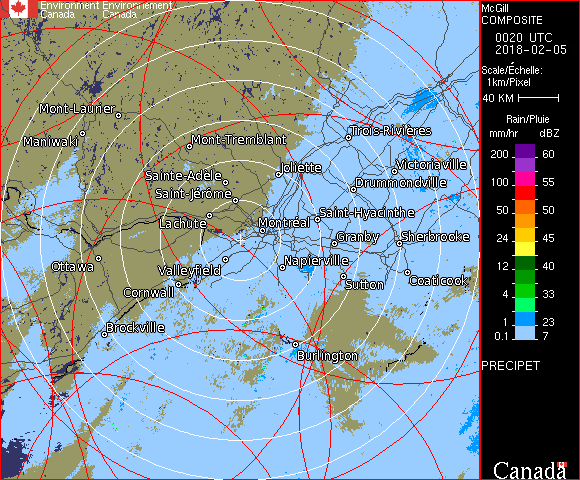 Environment Environnement
Canada Canada
McGill
COMPOSITE
0020 UTC
2018-02-05
Scale/Échelle:
1km/Pixel
40 KM
Rain/Pluie
mm/hr dBZ
200 60
100 55
50 50
24 45
12 40
4 33
1 23
0.1 7
PRECIPET
Canada
Mont-Laurier
Maniwaki
Mont-Tremblant
Trois-Rivières
Joliette
Victoriaville
Sainte-Adèle
Drummondville
Saint-Jérôme
Saint-Hyacinthe
Lachute
Montréal
Granby
Sherbrooke
Ottawa
Valleyfield
Napierville
Cornwall
Sutton
Coaticook
Brockville
Burlington